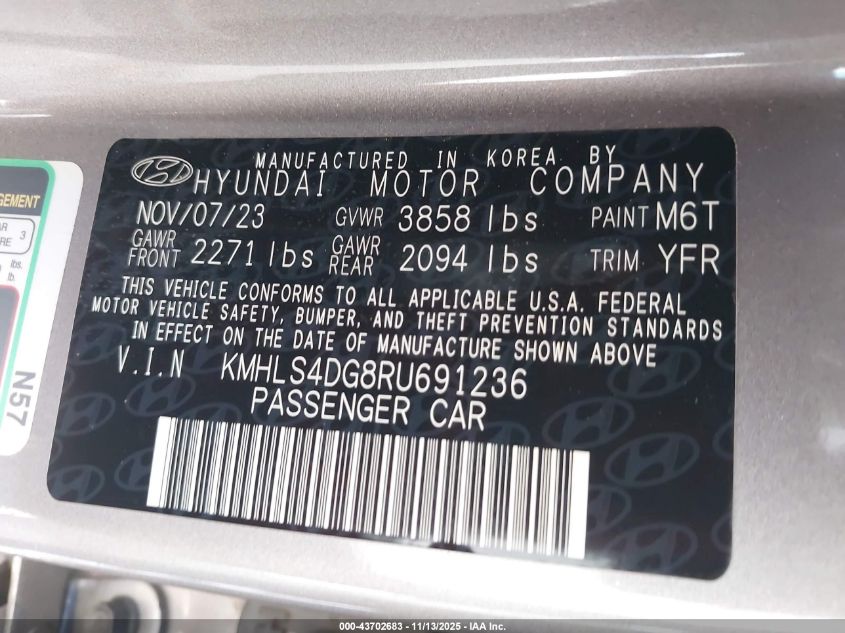 MANUFACTURED IN KOREA BY
HYUNDAI MOTOR COMPANY
NOV/07/23 GVWR 3858 lbs PAINT M6T
GAWR FRONT 2271 lbs GAWR REAR 2094 lbs TRIM YFR
THIS VEHICLE CONFORMS TO ALL APPLICABLE U.S.A. FEDERAL
MOTOR VEHICLE SAFETY, BUMPER, AND THEFT PREVENTION STANDARDS
IN EFFECT ON THE DATE OF MANUFACTURE SHOWN ABOVE
V.I.N KMHLS4DG8RU691236
PASSENGER CAR
3
lbs.
lb.
N57
000-43702683 | 11/13/2025 - IAA, Inc.